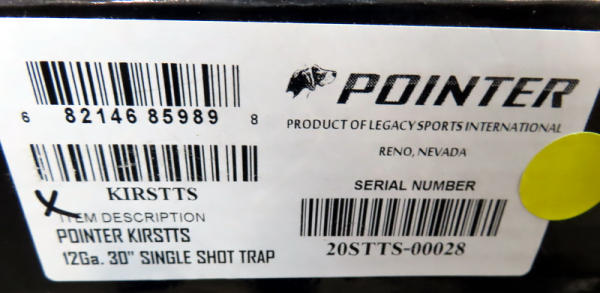 6 82146 85989 8
KIRSTTS
ITEM DESCRIPTION
POINTER KIRSTTS
12Ga. 30" SINGLE SHOT TRAP
POINTER
PRODUCT OF LEGACY SPORTS INTERNATIONAL
RENO, NEVADA
SERIAL NUMBER
20STTS-00028